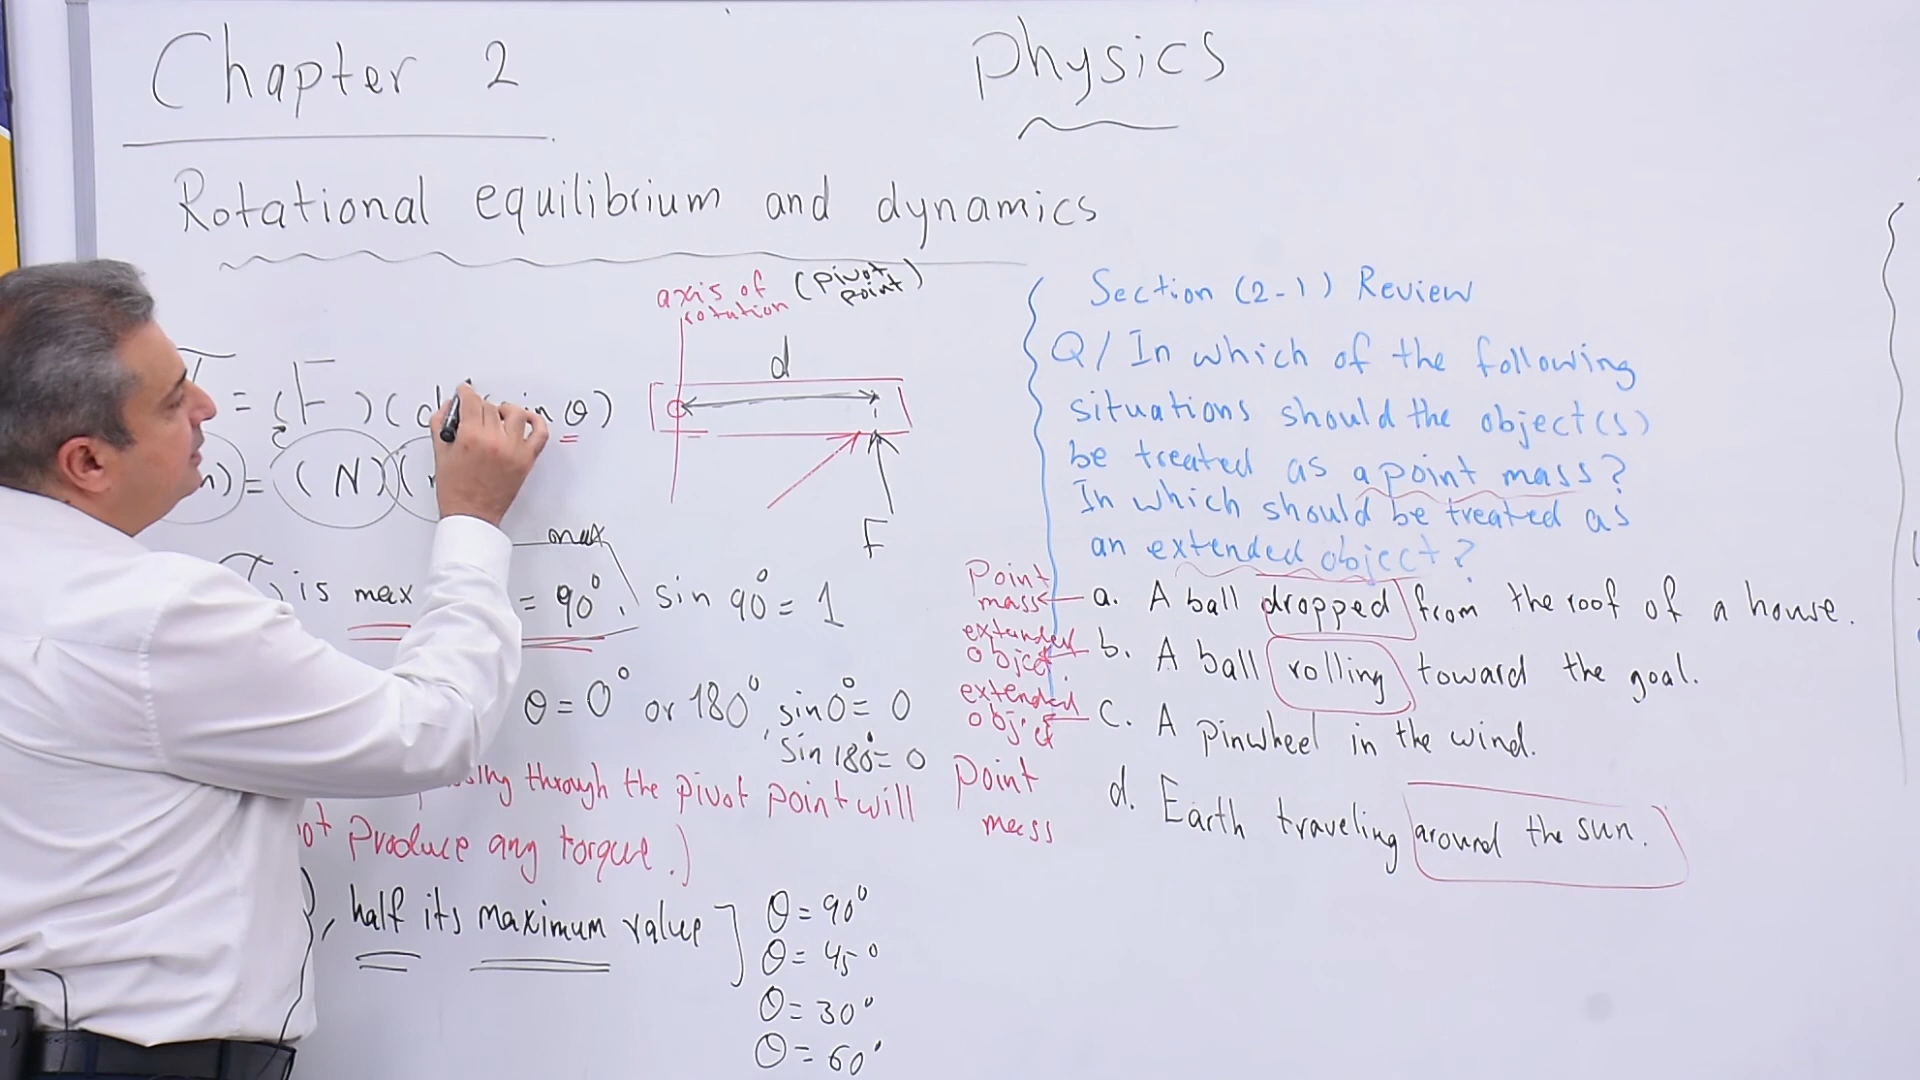 Chapter 2
Physics
Rotational equilibrium and dynamics
axis of rotation (pivot point)
d
F
= (F)(d sin θ)
) = (N)(
max
is max = 90°, sin 90° = 1
θ = 0° or 180°, sin 0° = 0
sin 180° = 0
through the pivot point will
Produce any torque.)
, half its maximum value
θ = 90°
θ = 45°
θ = 30°
θ = 60°
Section (2-1) Review
Q/ In which of the following
situations should the object(s)
be treated as a point mass?
In which should be treated as
an extended object?
Point mass ← a. A ball dropped from the roof of a house.
extended object ← b. A ball rolling toward the goal.
extended object ← c. A pinwheel in the wind.
Point mass d. Earth traveling around the sun.